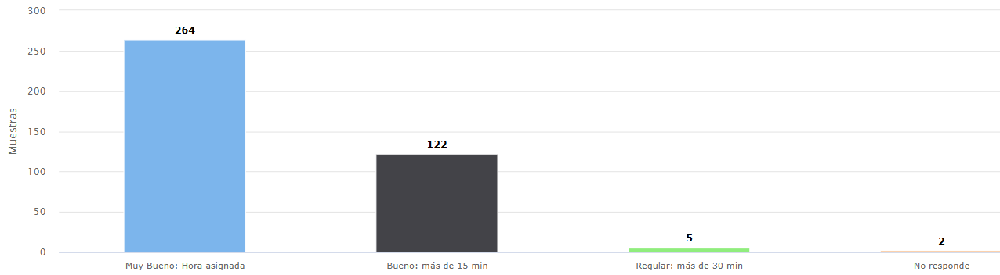 300
250
200
150
100
50
0
Muestras
264
122
5
2
Muy Bueno: Hora asignada
Bueno: más de 15 min
Regular: más de 30 min
No responde